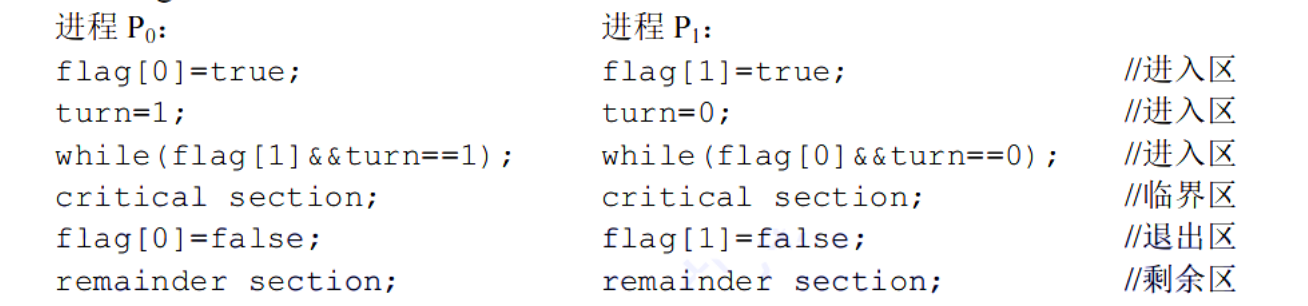 进程 P₀: 进程 P₁:
flag[0]=true; flag[1]=true; //进入区
turn=1; turn=0; //进入区
while(flag[1]&&turn==1); while(flag[0]&&turn==0); //进入区
critical section; critical section; //临界区
flag[0]=false; flag[1]=false; //退出区
remainder section; remainder section; //剩余区